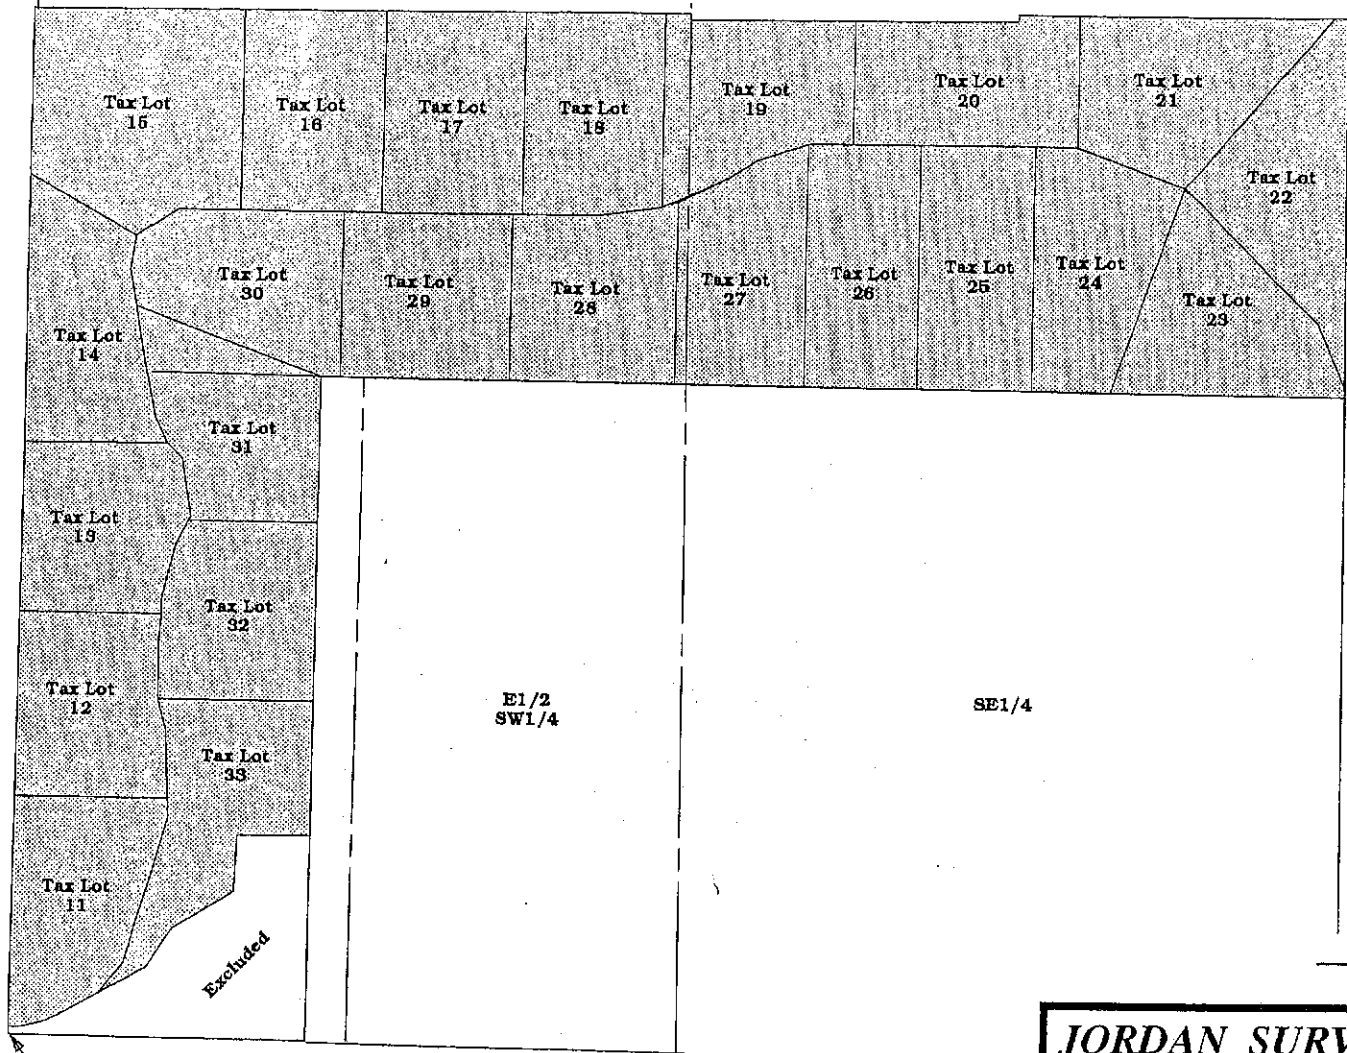 Tax Lot
15
Tax Lot
16
Tax Lot
17
Tax Lot
18
Tax Lot
19
Tax Lot
20
Tax Lot
21
Tax Lot
22
Tax Lot
30
Tax Lot
29
Tax Lot
28
Tax Lot
27
Tax Lot
26
Tax Lot
25
Tax Lot
24
Tax Lot
23
Tax Lot
14
Tax Lot
31
Tax Lot
13
Tax Lot
32
Tax Lot
12
E1/2
SW1/4
SE1/4
Tax Lot
33
Tax Lot
11
Excluded
JORDAN SURV